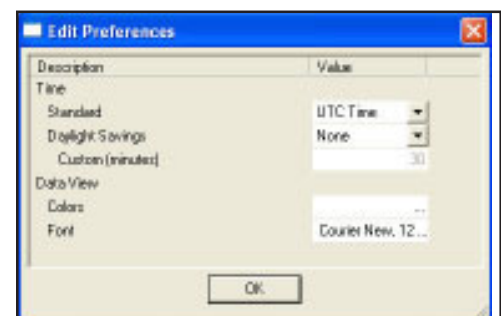 Edit Preferences
Description Value
Time
Standard UTC Time
Daylight Savings None
Custom (minutes) 30
Data View
Colors ...
Font Courier New, 12...
OK